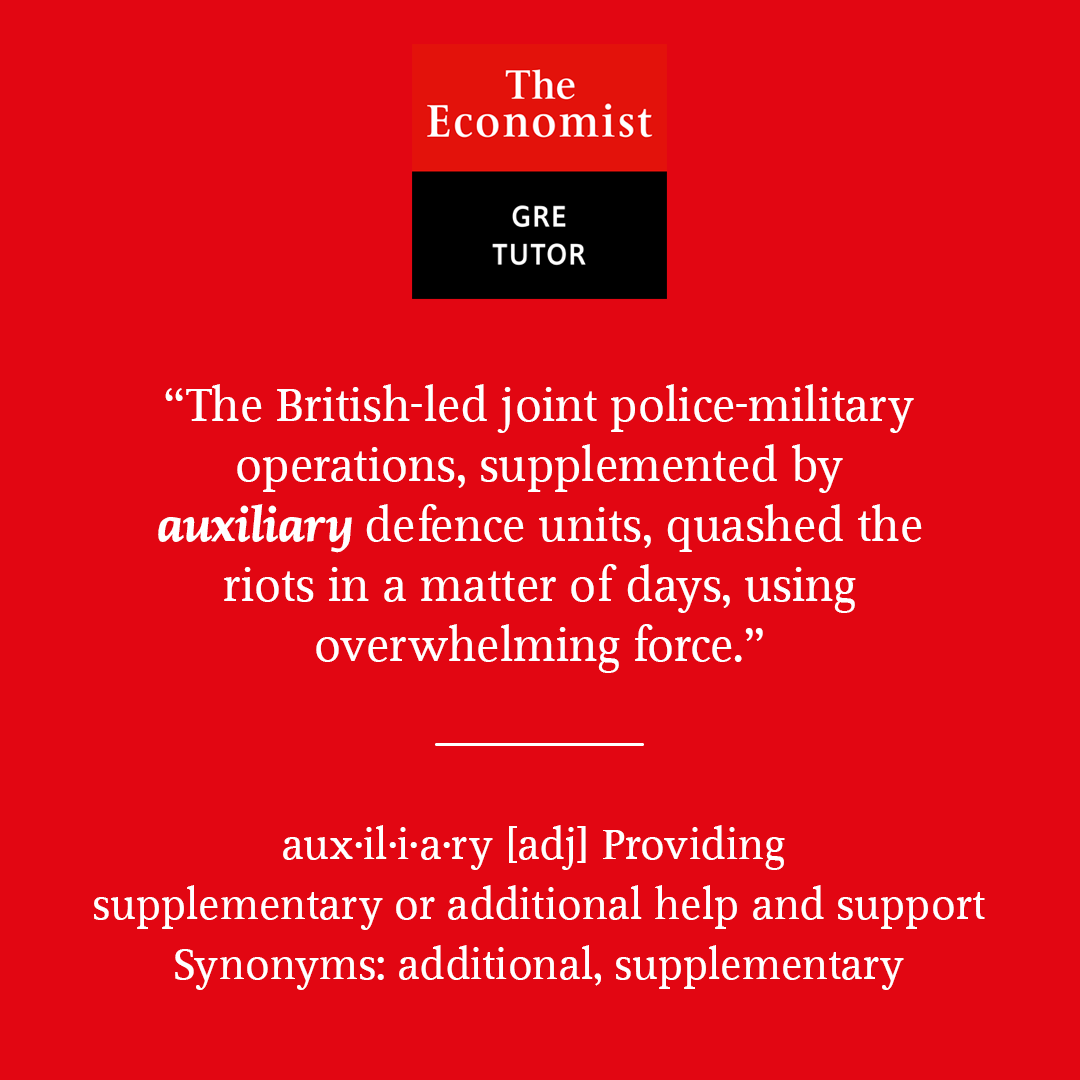 The
Economist
GRE
TUTOR
“The British-led joint police-military
operations, supplemented by
auxiliary defence units, quashed the
riots in a matter of days, using
overwhelming force.”
aux·il·i·a·ry [adj] Providing
supplementary or additional help and support
Synonyms: additional, supplementary